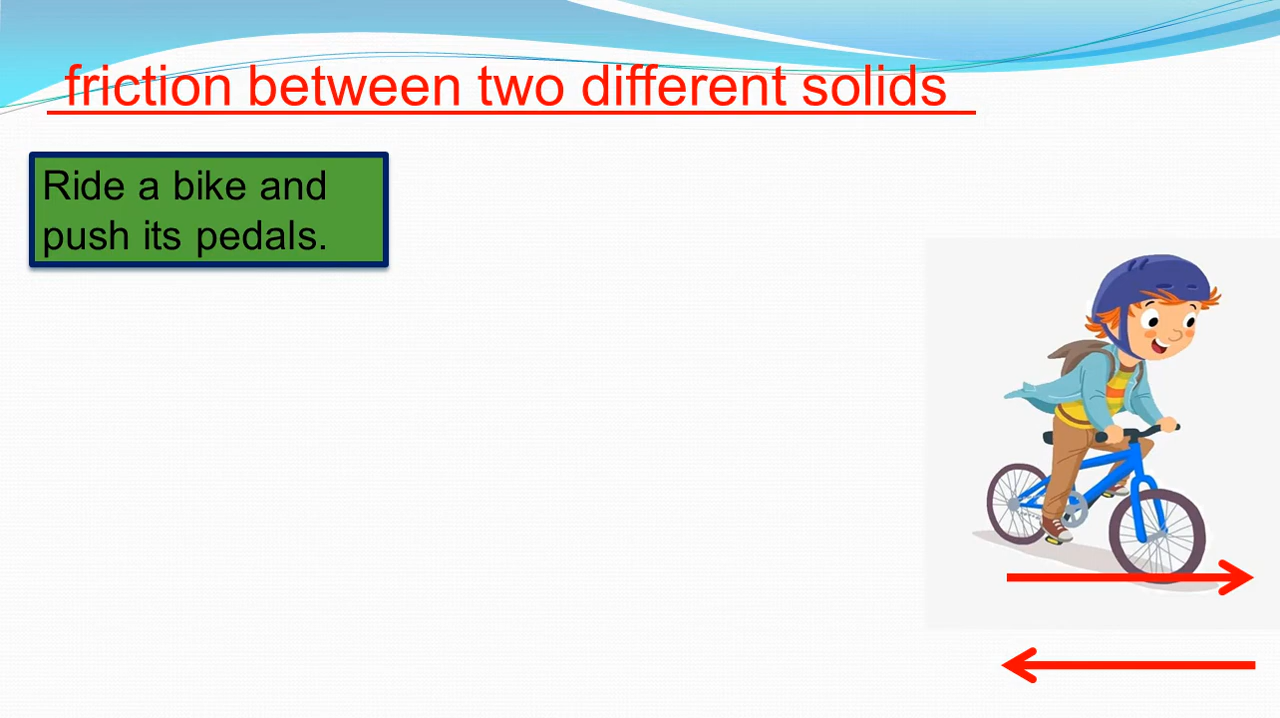 friction between two different solids
Ride a bike and
push its pedals.